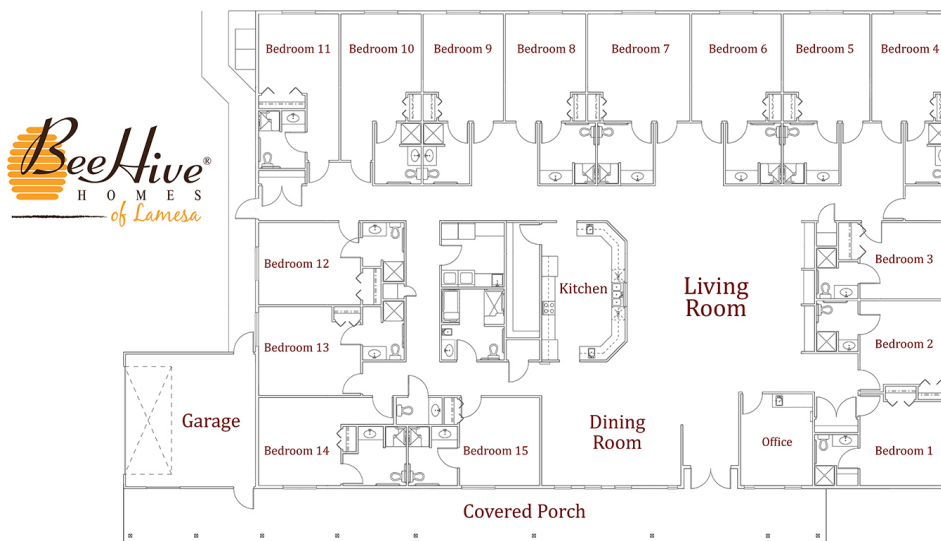 Bedroom 11
Bedroom 10
Bedroom 9
Bedroom 8
Bedroom 7
Bedroom 6
Bedroom 5
Bedroom 4
BeeHive®
HOMES
of Lamesa
Bedroom 12
Kitchen
Living
Room
Bedroom 3
Bedroom 13
Bedroom 2
Garage
Dining
Room
Bedroom 14
Bedroom 15
Office
Bedroom 1
Covered Porch